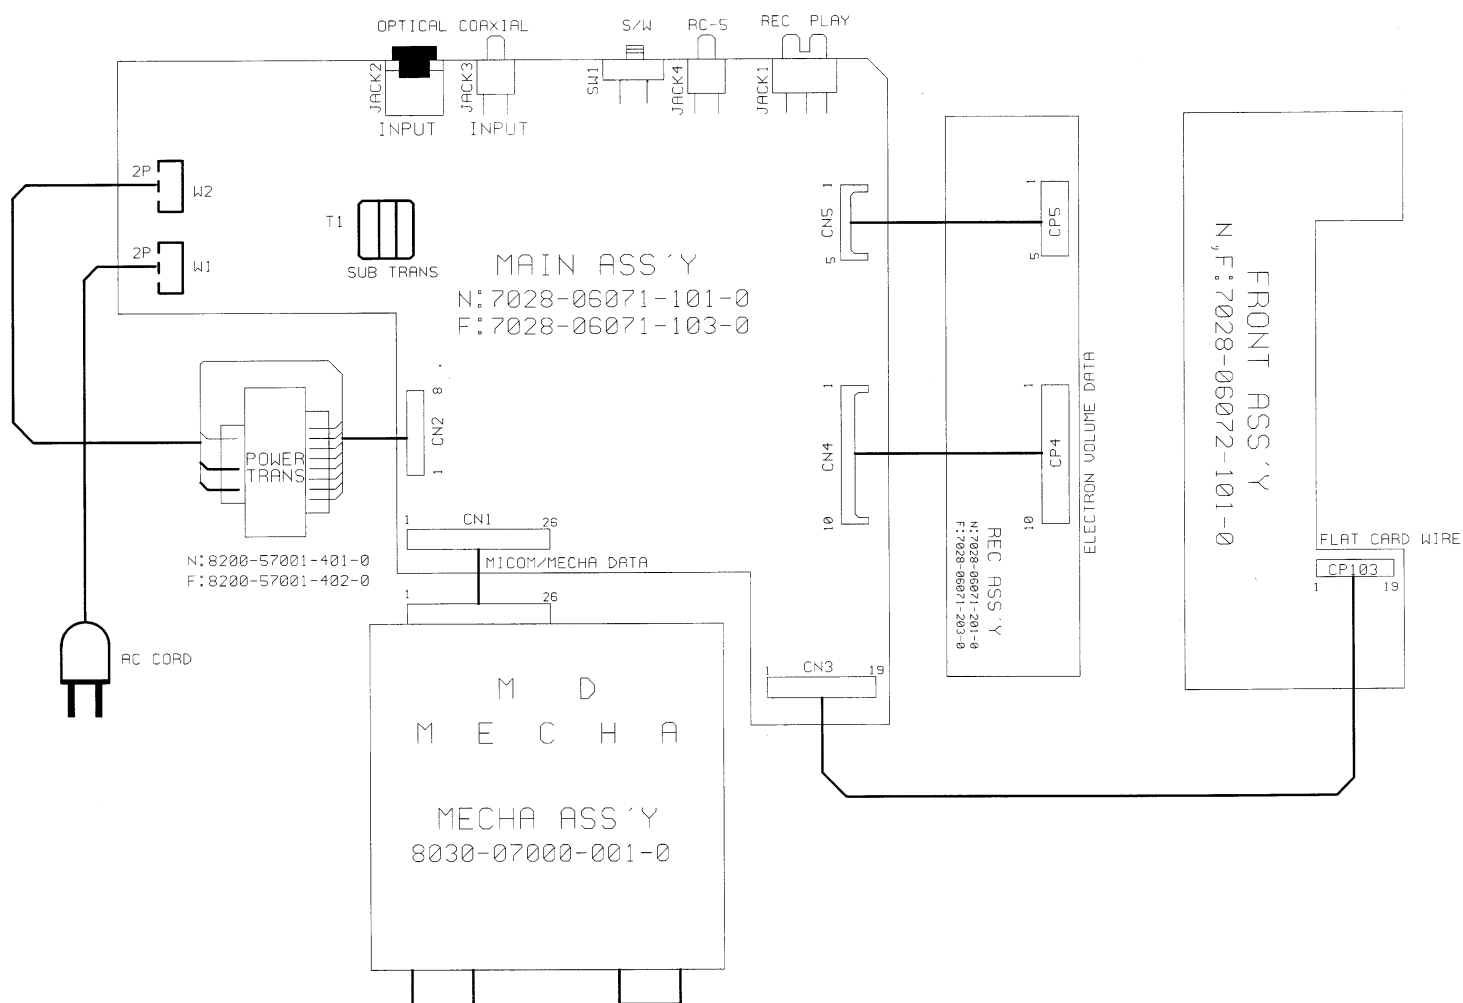 OPTICAL COAXIAL
S/W
RC-5
REC PLAY
JACK2
JACK3
SW1
JACK4
JACK1
INPUT
INPUT
2P
W2
2P
W1
T1
SUB TRANS
MAIN ASS'Y
N:7028-06071-101-0
F:7028-06071-103-0
1
CN5
5
1
CP5
5
POWER
TRANS
N:8200-57001-401-0
F:8200-57001-402-0
8
CN2
1
1
CN4
10
1
CP4
10
ELECTRON VOLUME DATA
REC ASS'Y
N:7028-06071-201-0
F:7028-06071-203-0
FRONT ASS'Y
N,F:7028-06072-101-0
1
CN1
26
MICOM/MECHA DATA
1
26
FLAT CARD WIRE
CP103
1
19
AC CORD
1
CN3
19
M D
M E C H A
MECHA ASS'Y
8030-07000-001-0